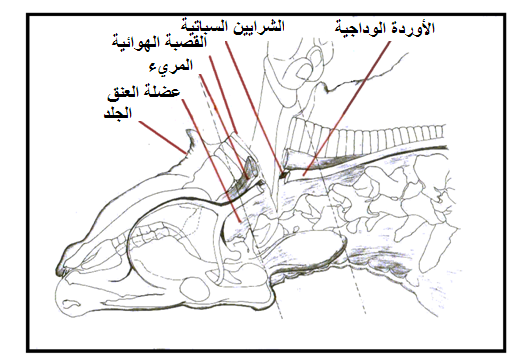 الأوردة الوداجية
الشرايين السباتية
القصبة الهوائية
المريء
عضلة العنق
الجلد